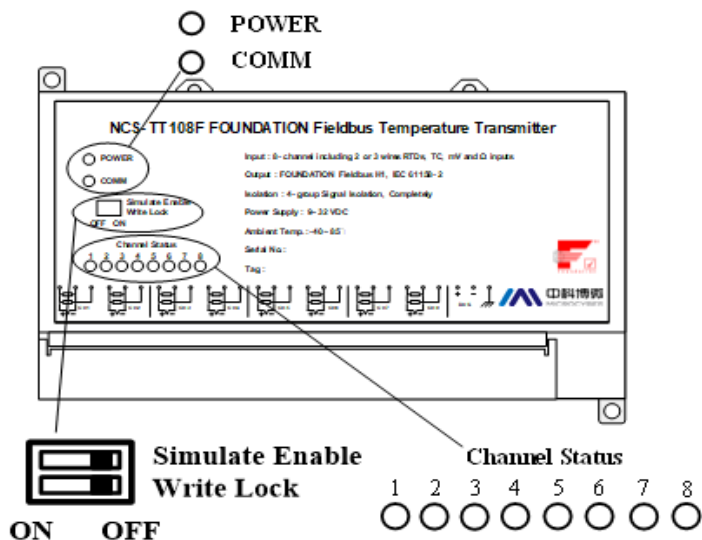 POWER
COMM
NCS-TT108F FOUNDATION Fieldbus Temperature Transmitter
POWER
COMM
Input : 8-channel including 2 or 3 wires RTDs, TC, mV and Ω inputs
Output : FOUNDATION Fieldbus H1, IEC 61158-2
Isolation : 4-group Signal Isolation, Completely
Power Supply : 9~32 VDC
Ambient Temp.:-40~85
Serial No.:
Tag :
Simulate Enable
Write Lock
OFF ON
Channel Status
1 2 3 4 5 6 7 8
BUS
中科博微
MICROCYBER
Simulate Enable
Write Lock
ON OFF
Channel Status
1 2 3 4 5 6 7 8